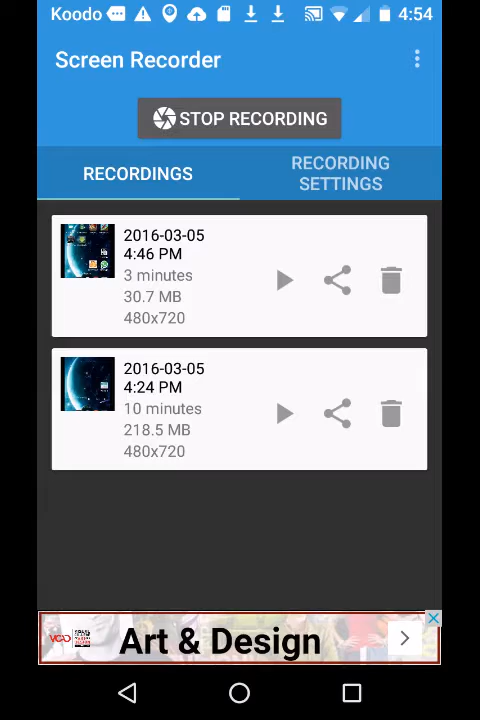 Koodo 4:54
Screen Recorder
STOP RECORDING
RECORDINGS
RECORDING
SETTINGS
2016-03-05
4:46 PM
3 minutes
30.7 MB
480x720
2016-03-05
4:24 PM
10 minutes
218.5 MB
480x720
Art & Design